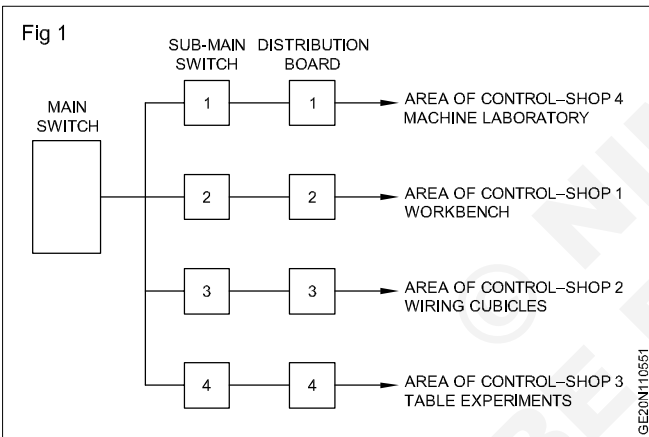 Fig 1
SUB-MAIN DISTRIBUTION
SWITCH BOARD
MAIN
SWITCH
1 1 AREA OF CONTROL–SHOP 4
MACHINE LABORATORY
2 2 AREA OF CONTROL–SHOP 1
WORKBENCH
3 3 AREA OF CONTROL–SHOP 2
WIRING CUBICLES
4 4 AREA OF CONTROL–SHOP 3
TABLE EXPERIMENTS
GE20N110551